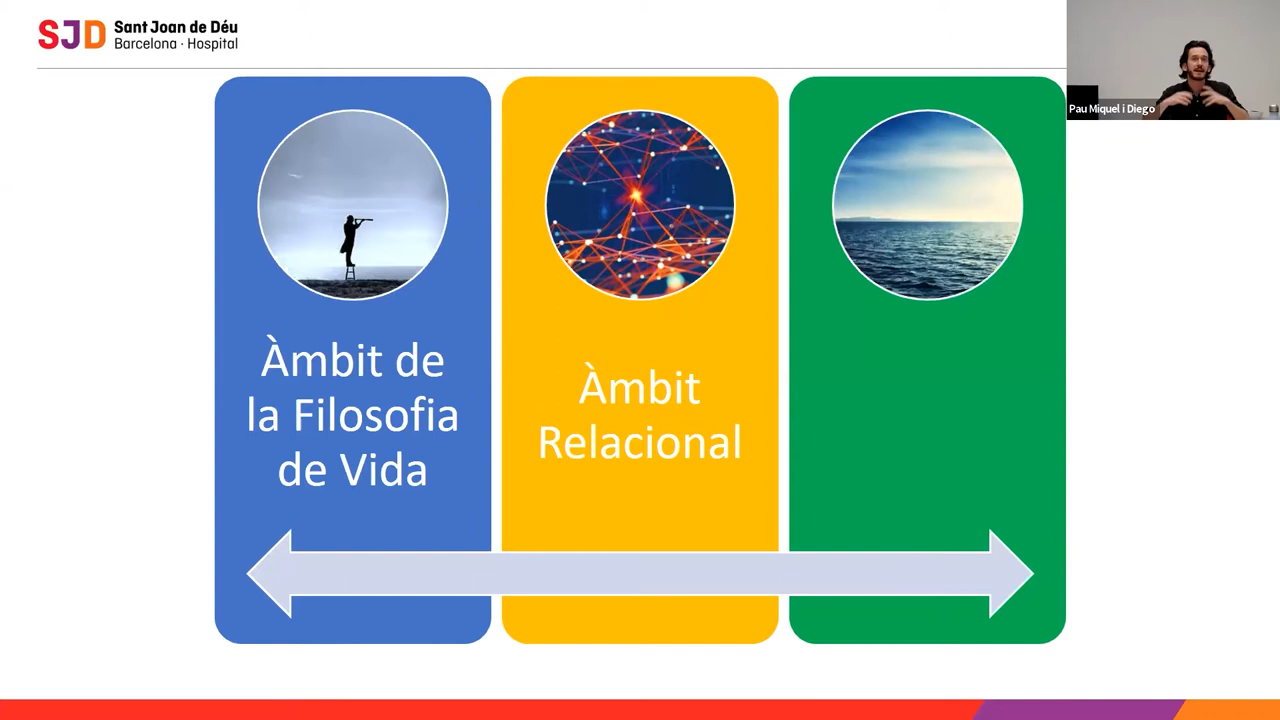 SJD
Sant Joan de Déu
Barcelona · Hospital
Pau Miquel i Diego
Àmbit de
la Filosofia
de Vida
Àmbit
Relacional